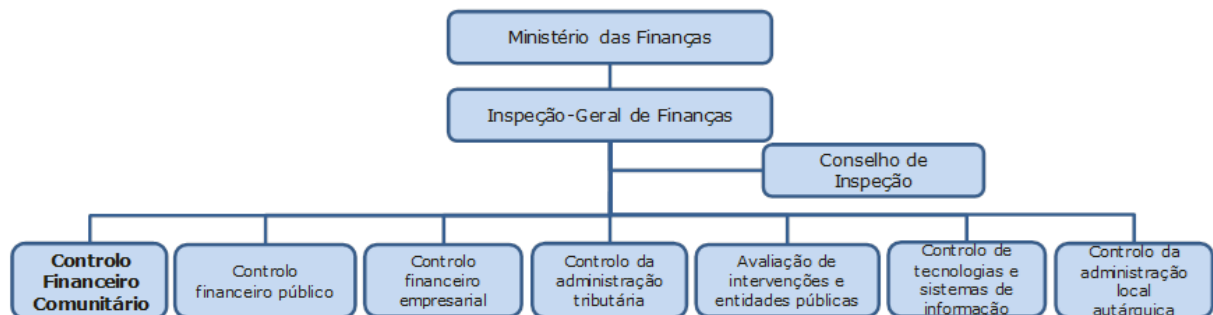 Ministério das Finanças
Inspeção-Geral de Finanças
Conselho de
Inspeção
Controlo
Financeiro
Comunitário
Controlo
financeiro público
Controlo
financeiro
empresarial
Controlo da
administração
tributária
Avaliação de
intervenções e
entidades públicas
Controlo de
tecnologias e
sistemas de
informação
Controlo da
administração
local
autárquica